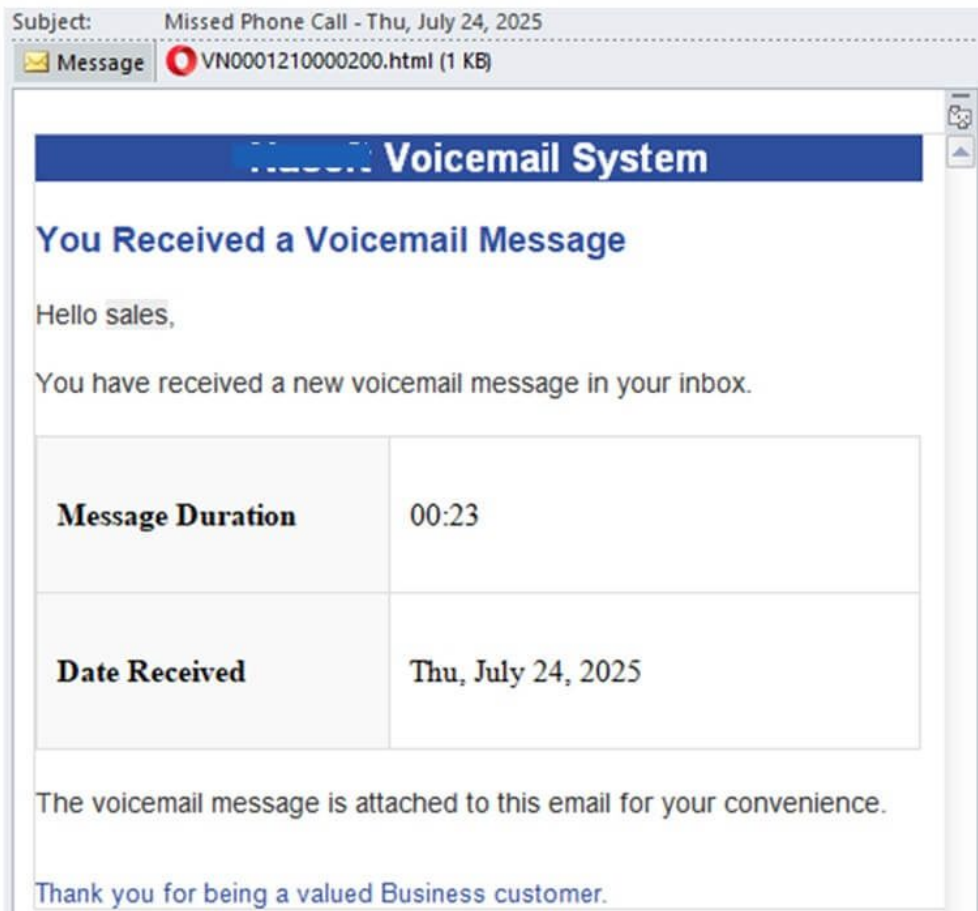 Subject: Missed Phone Call - Thu, July 24, 2025
Message VN0001210000200.html (1 KB)
Voicemail System
You Received a Voicemail Message
Hello sales,
You have received a new voicemail message in your inbox.
Message Duration 00:23
Date Received Thu, July 24, 2025
The voicemail message is attached to this email for your convenience.
Thank you for being a valued Business customer.